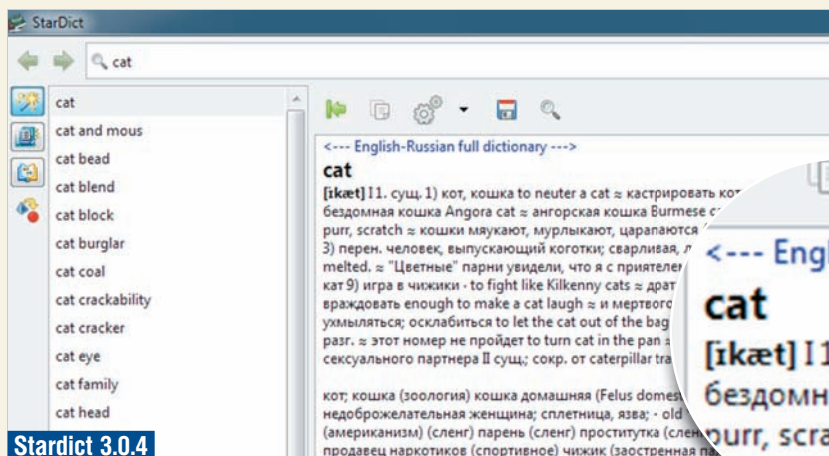 StarDict
cat
cat
cat and mous
cat bead
cat blend
cat block
cat burglar
cat coal
cat crackability
cat cracker
cat eye
cat family
cat head
<--- English-Russian full dictionary --->
cat
[ɪkæt] I 1. сущ. 1) кот, кошка to neuter a cat ≈ кастрировать кот
бездомная кошка Angora cat ≈ ангорская кошка Burmese
purr, scratch ≈ кошки мяукают, мурлыкают, царапаются
3) перен. человек, выпускающий коготки; сварливая,
melted. ≈ "Цветные" парни увидели, что я с приятелем
кат 9) игра в чижики - to fight like Kilkenny cats ≈ драт
враждовать enough to make a cat laugh ≈ и мертвого
ухмыляться; осклабиться to let the cat out of the bag
разг. ≈ этот номер не пройдет to turn cat in the pan ≈
сексуального партнера II сущ.; сокр. от caterpillar tra
кот; кошка (зоология) кошка домашняя (Felus domes
недоброжелательная женщина; сплетница, язва; - old
(американизм) (сленг) парень (сленг) проститутка (слен
продавец наркотиков (спортивное) чижик (заостренная па
<--- Engl
cat
[ɪkæt] I 1
бездомн
purr, scra
Stardict 3.0.4